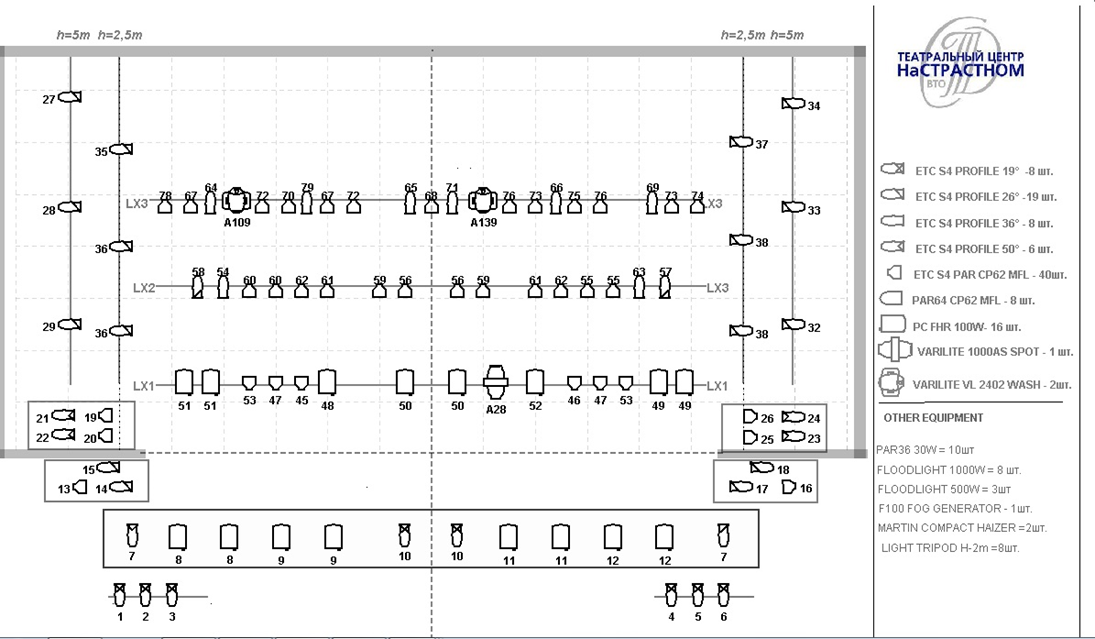 h=5m h=2,5m
h=2,5m h=5m
ТЕАТРАЛЬНЫЙ ЦЕНТР
НаСТРАСТНОМ
ВТО
27
34
35
37
ETC S4 PROFILE 19° -8 шт.
ETC S4 PROFILE 26° -19 шт.
ETC S4 PROFILE 36° - 8 шт.
ETC S4 PROFILE 50° - 6 шт.
ETC S4 PAR CP62 MFL - 40шт.
PAR64 CP62 MFL - 8 шт.
PC FHR 100W- 16 шт.
VARILITE 1000AS SPOT - 1 шт.
VARILITE VL 2402 WASH - 2шт.
OTHER EQUIPMENT
PAR36 30W = 10шт
FLOODLIGHT 1000W = 8 шт.
FLOODLIGHT 500W = 3шт
F100 FOG GENERATOR - 1шт.
MARTIN COMPACT HAIZER =2шт.
LIGHT TRIPOD H-2m =8шт.
28
33
LX3 78 67 64 72 70 79 67 72 65 68 71 76 73 66 75 76 69 73 74 LX3
A109 A139
36
38
LX2 58 54 60 60 62 61 59 56 56 59 61 62 55 55 63 57 LX3
29
36
38
32
LX1 LX1
51 51 53 47 45 48 50 50 A28 52 46 47 53 49 49
21 19
22 20
26 24
25 23
15
13 14
18
17 16
7 8 8 9 9 10 10 11 11 12 12 7
1 2 3
4 5 6